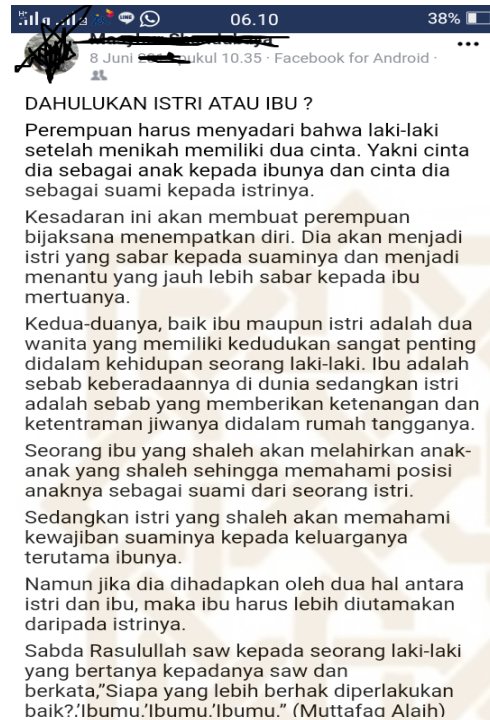 06.10
38%
8 Juni pukul 10.35 · Facebook for Android ·
DAHULUKAN ISTRI ATAU IBU ?
Perempuan harus menyadari bahwa laki-laki
setelah menikah memiliki dua cinta. Yakni cinta
dia sebagai anak kepada ibunya dan cinta dia
sebagai suami kepada istrinya.
Kesadaran ini akan membuat perempuan
bijaksana menempatkan diri. Dia akan menjadi
istri yang sabar kepada suaminya dan menjadi
menantu yang jauh lebih sabar kepada ibu
mertuanya.
Kedua-duanya, baik ibu maupun istri adalah dua
wanita yang memiliki kedudukan sangat penting
didalam kehidupan seorang laki-laki. Ibu adalah
sebab keberadaannya di dunia sedangkan istri
adalah sebab yang memberikan ketenangan dan
ketentraman jiwanya didalam rumah tangganya.
Seorang ibu yang shaleh akan melahirkan anak-
anak yang shaleh sehingga memahami posisi
anaknya sebagai suami dari seorang istri.
Sedangkan istri yang shaleh akan memahami
kewajiban suaminya kepada keluarganya
terutama ibunya.
Namun jika dia dihadapkan oleh dua hal antara
istri dan ibu, maka ibu harus lebih diutamakan
daripada istrinya.
Sabda Rasulullah saw kepada seorang laki-laki
yang bertanya kepadanya saw dan
berkata,"Siapa yang lebih berhak diperlakukan
baik?.'Ibumu.'Ibumu.'Ibumu." (Muttafaq Alaih)